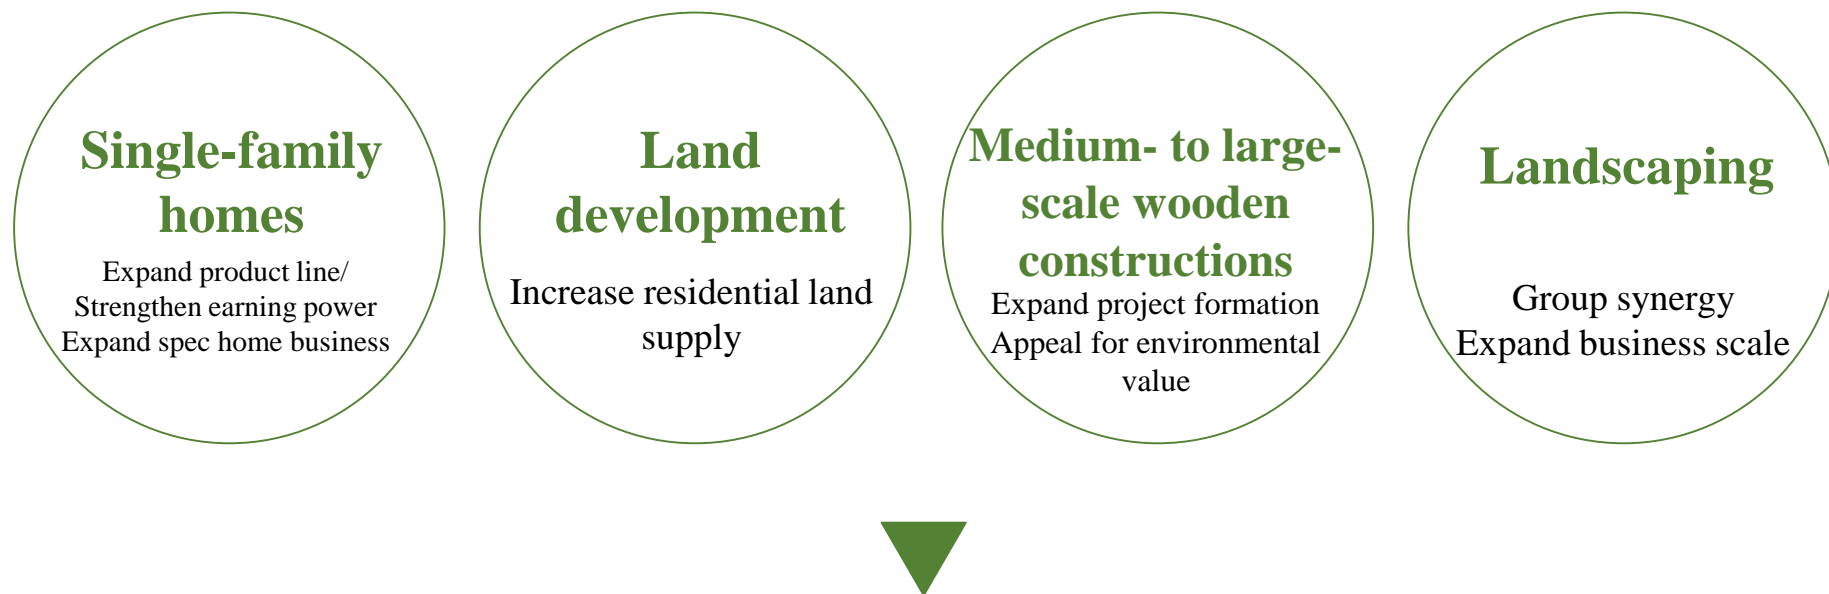 Single-family
homes
Expand product line/
Strengthen earning power
Expand spec home business
Land
development
Increase residential land
supply
Medium- to large-
scale wooden
constructions
Expand project formation
Appeal for environmental
value
Landscaping
Group synergy
Expand business scale